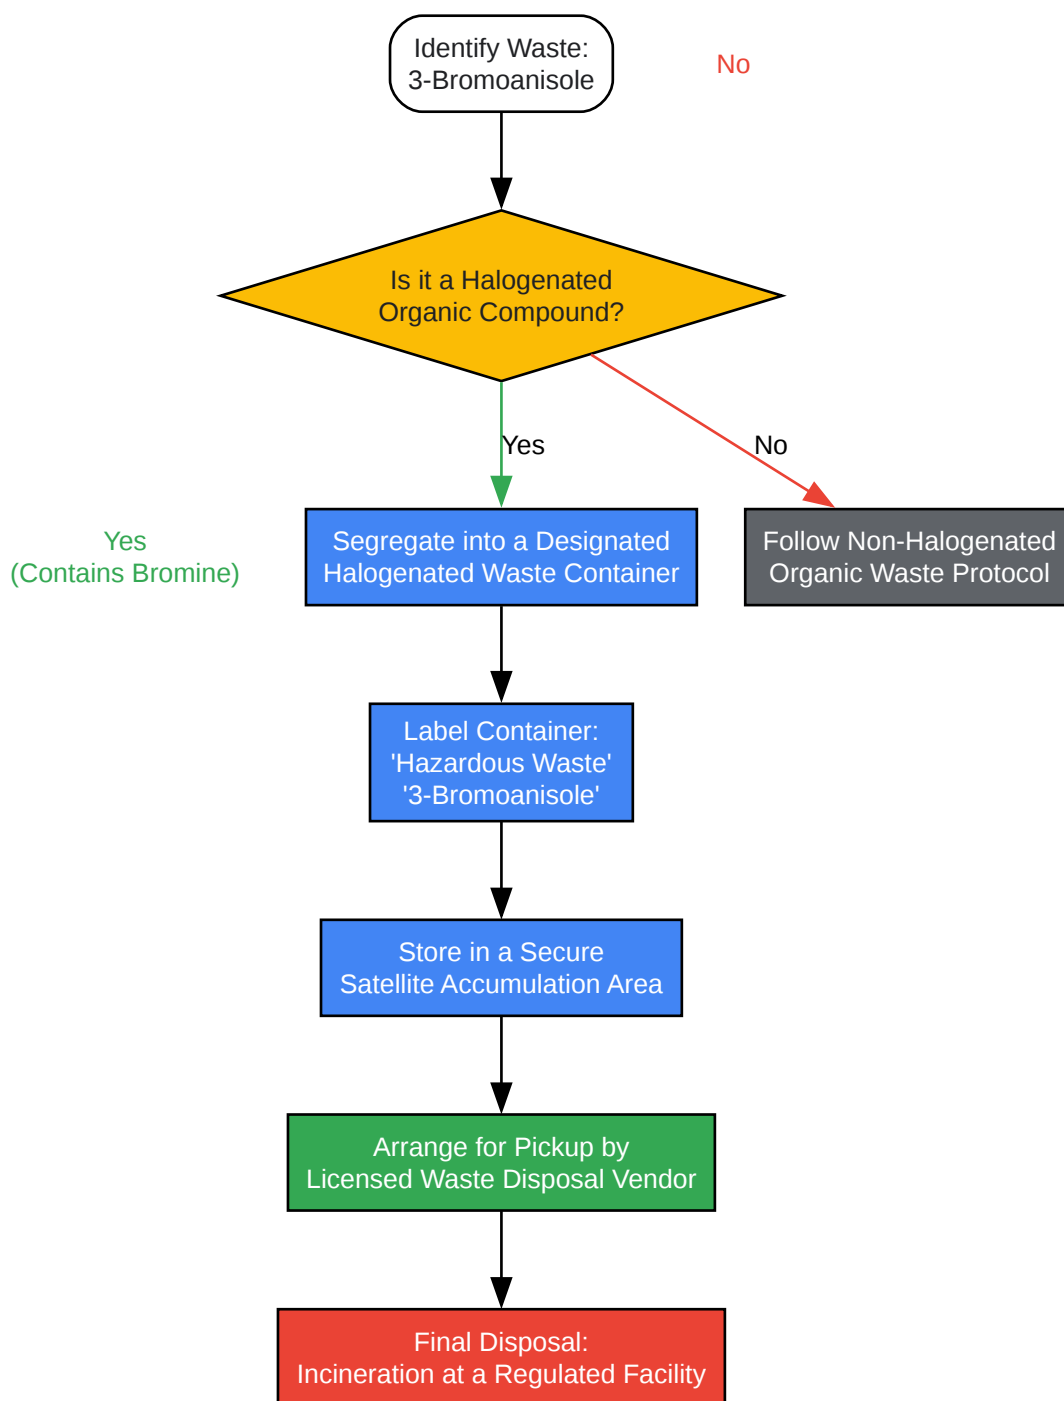 Identify Waste:
3-Bromoanisole
No
Is it a Halogenated
Organic Compound?
Yes
No
Yes
(Contains Bromine)
Segregate into a Designated
Halogenated Waste Container
Follow Non-Halogenated
Organic Waste Protocol
Label Container:
'Hazardous Waste'
'3-Bromoanisole'
Store in a Secure
Satellite Accumulation Area
Arrange for Pickup by
Licensed Waste Disposal Vendor
Final Disposal:
Incineration at a Regulated Facility